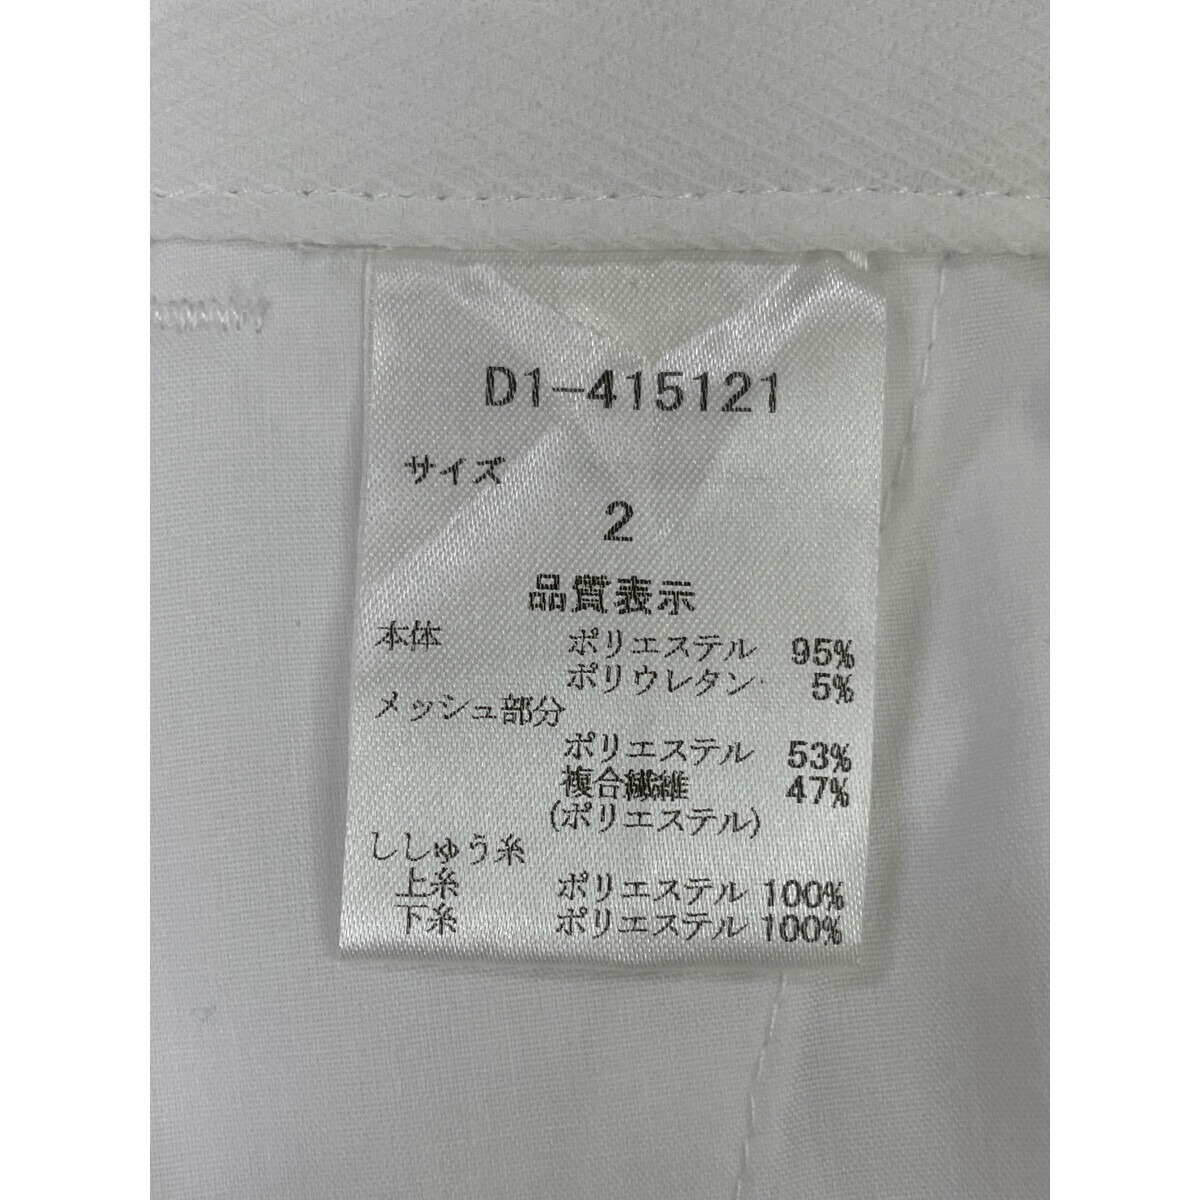 D1-415121
サイズ
2
品質表示
本体 ポリエステル 95%
ポリウレタン 5%
メッシュ部分
ポリエステル 53%
複合繊維 47%
(ポリエステル)
ししゅう糸
上糸 ポリエステル 100%
下糸 ポリエステル 100%